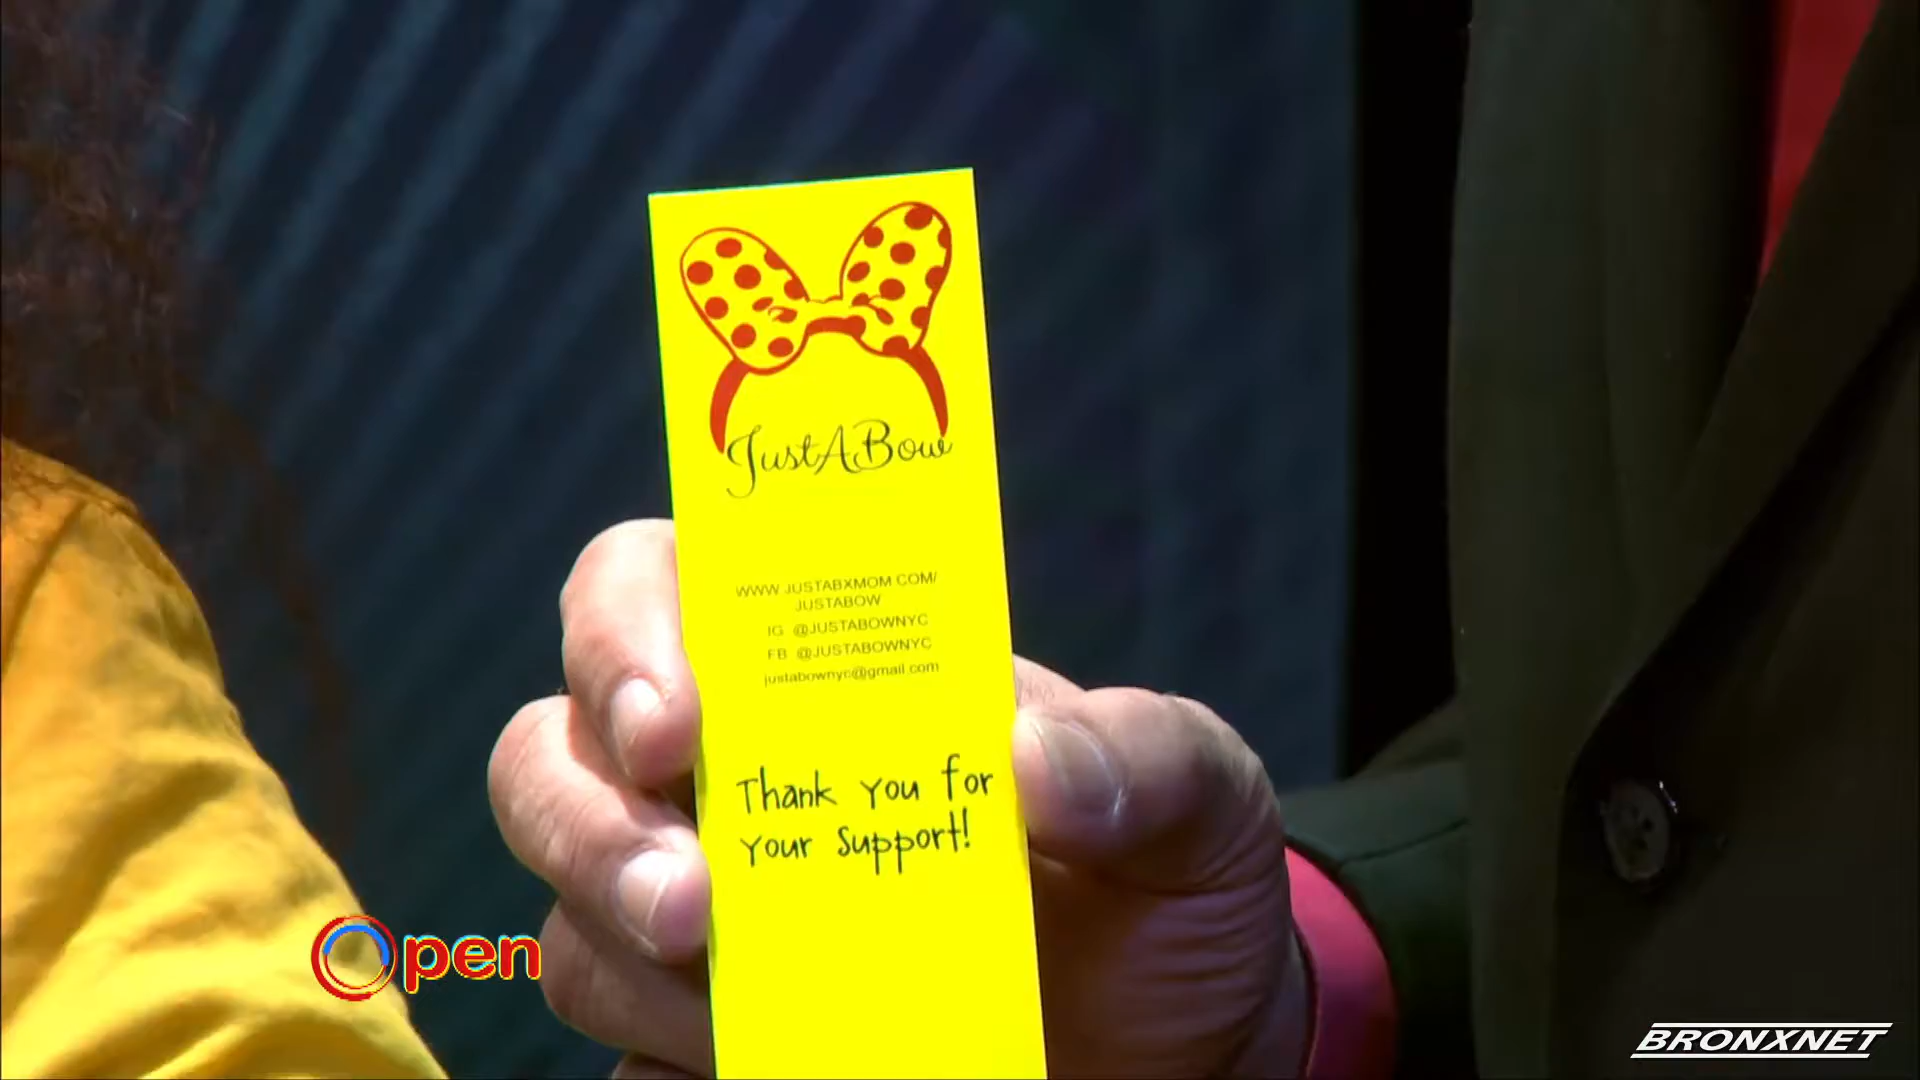 JustABow
WWW JUSTABXMOM COM/
JUSTABOW
IG @JUSTABOWNYC
FB @JUSTABOWNYC
justabownyc@gmail com
Thank you for
your support!
Open
BRONXNET